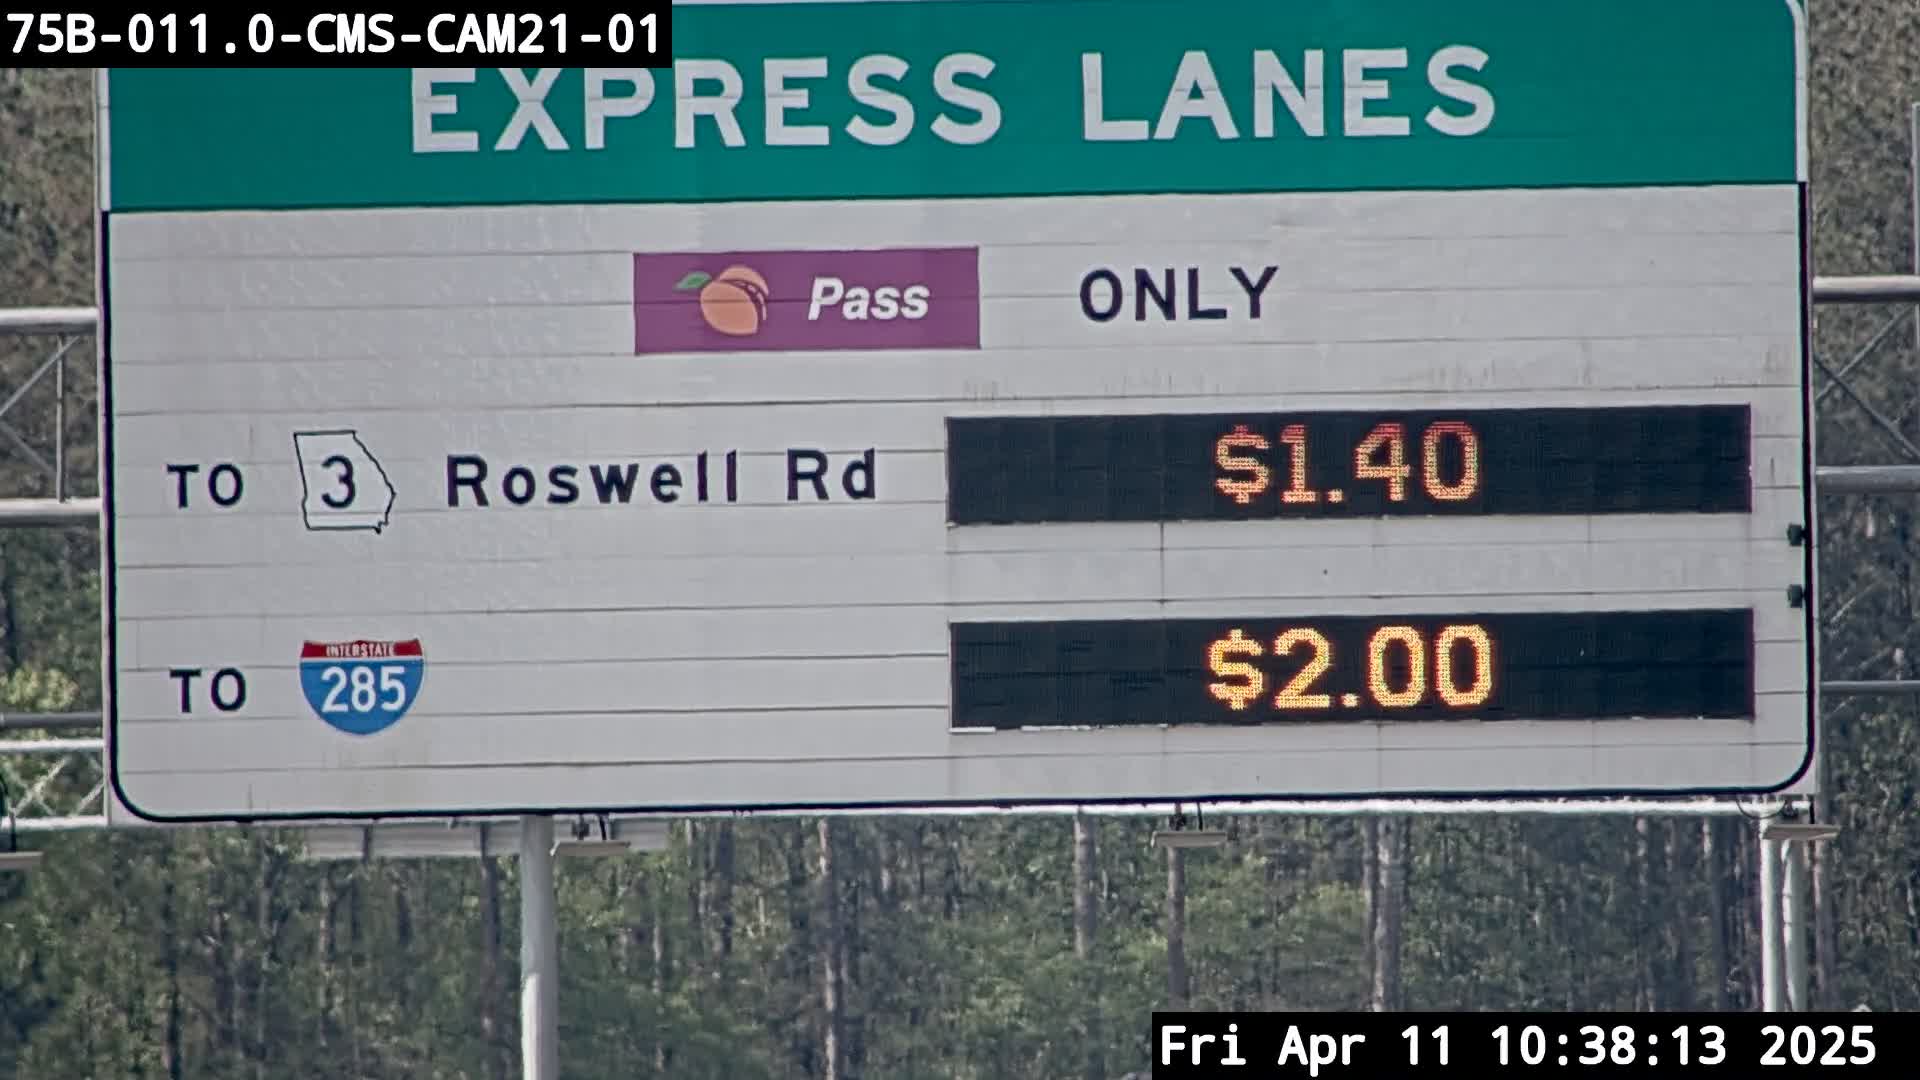 75B-011.0-CMS-CAM21-01
EXPRESS LANES
Pass ONLY
TO 3 Roswell Rd $1.40
TO INTERSTATE 285 $2.00
Fri Apr 11 10:38:13 2025